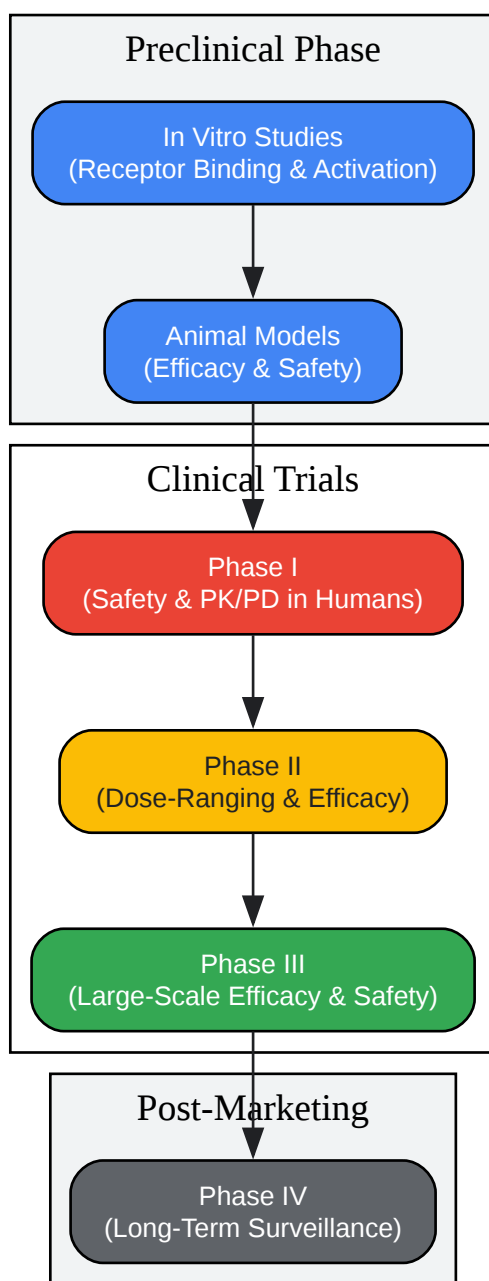 Preclinical Phase
In Vitro Studies
(Receptor Binding & Activation)
Animal Models
(Efficacy & Safety)
Clinical Trials
Phase I
(Safety & PK/PD in Humans)
Phase II
(Dose-Ranging & Efficacy)
Phase III
(Large-Scale Efficacy & Safety)
Post-Marketing
Phase IV
(Long-Term Surveillance)